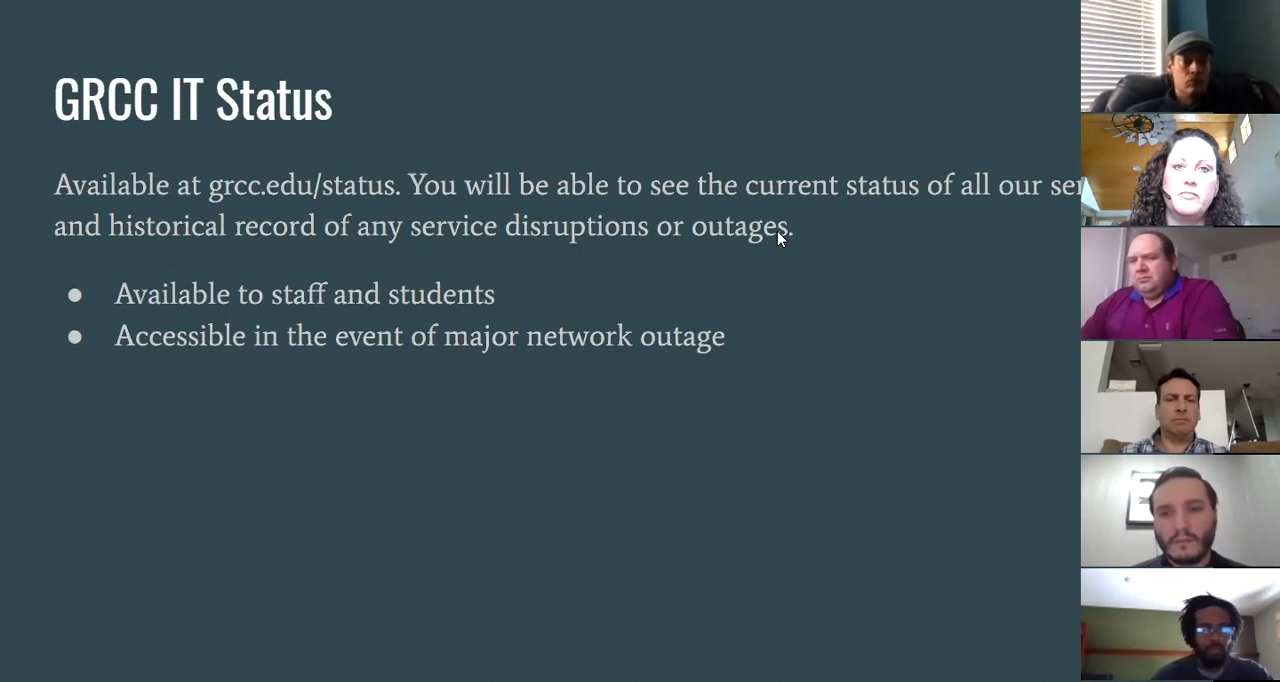 GRCC IT Status
Available at grcc.edu/status. You will be able to see the current status of all our
and historical record of any service disruptions or outages.
● Available to staff and students
● Accessible in the event of major network outage